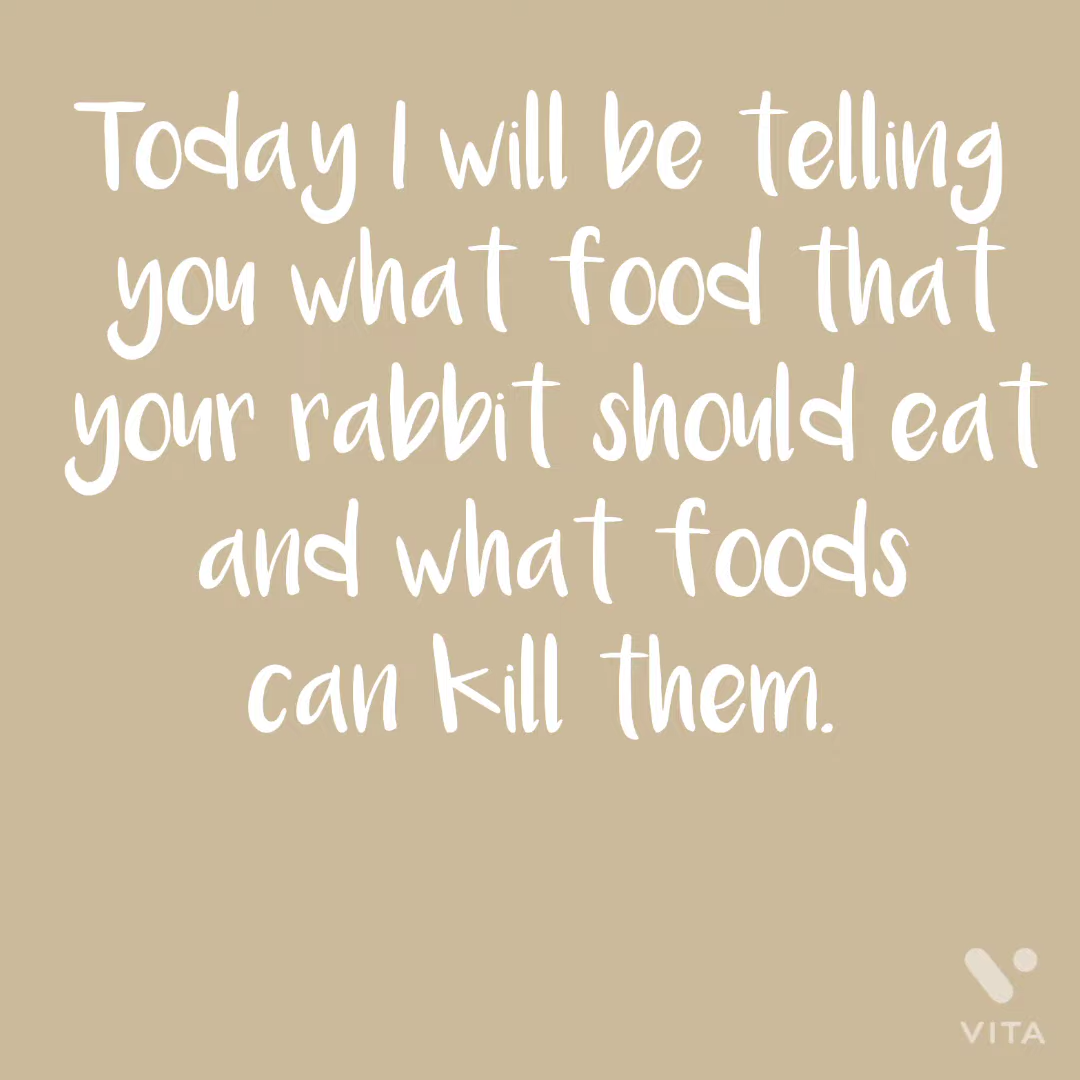 Today I will be telling
you what food that
your rabbit should eat
and what foods
can kill them.
VITA